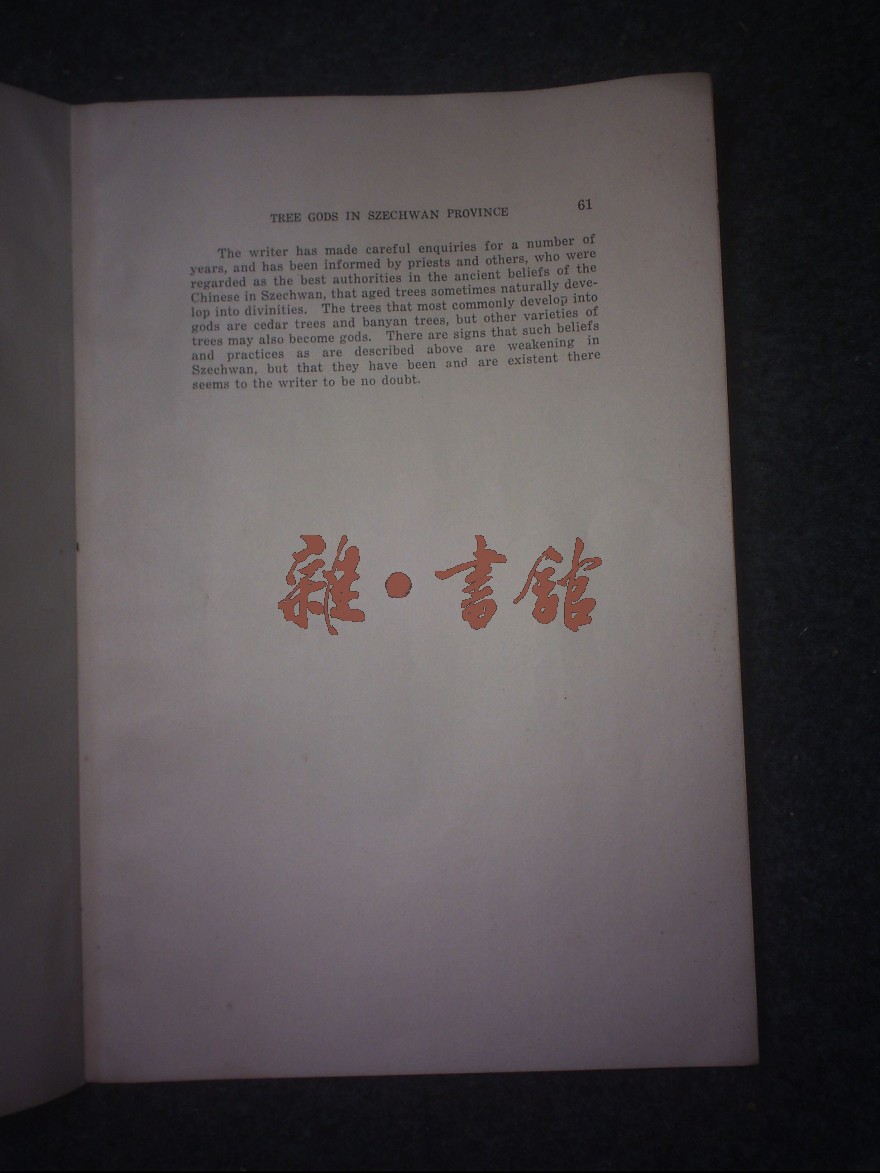 TREE GODS IN SZECHWAN PROVINCE 61
The writer has made careful enquiries for a number of
years, and has been informed by priests and others, who were
regarded as the best authorities in the ancient beliefs of the
Chinese in Szechwan, that aged trees sometimes naturally deve-
lop into divinities. The trees that most commonly develop into
gods are cedar trees and banyan trees, but other varieties of
trees may also become gods. There are signs that such beliefs
and practices as are described above are weakening in
Szechwan, but that they have been and are existent there
seems to the writer to be no doubt.
雜·書館